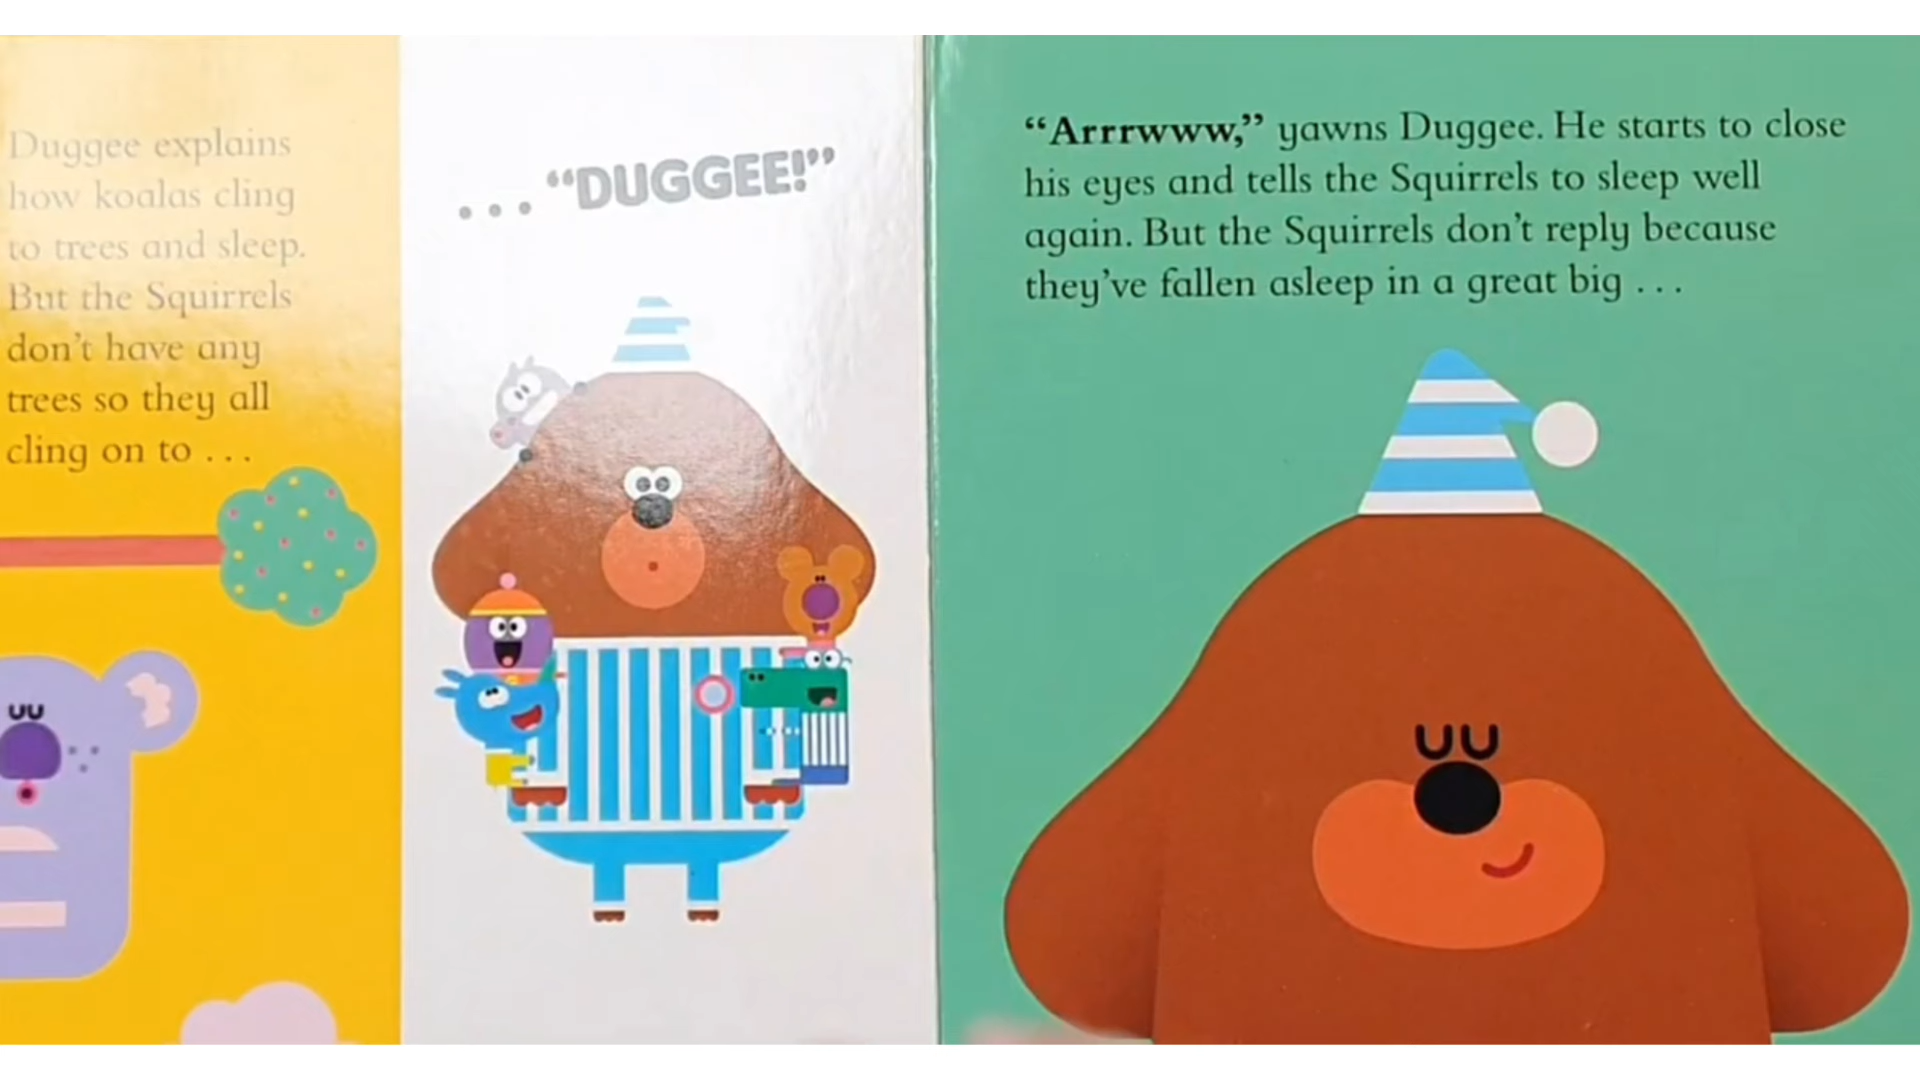 Duggee explains
how koalas cling
to trees and sleep.
But the Squirrels
don’t have any
trees so they all
cling on to . . .
. . . “DUGGEE!”
“Arrrwww,” yawns Duggee. He starts to close
his eyes and tells the Squirrels to sleep well
again. But the Squirrels don’t reply because
they’ve fallen asleep in a great big . . .